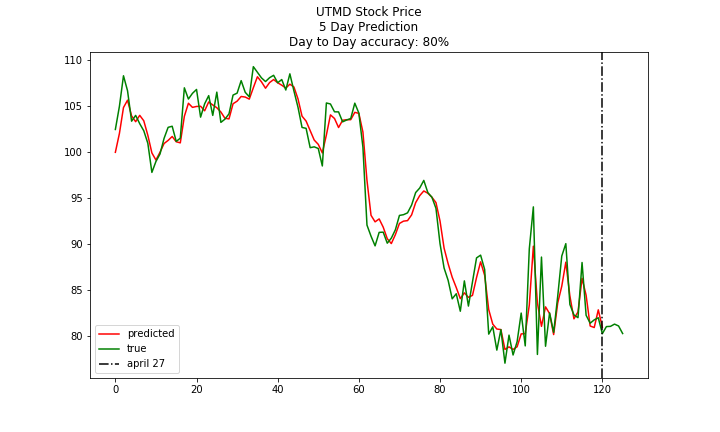 UTMD Stock Price
5 Day Prediction
Day to Day accuracy: 80%
110
105
100
95
90
85
80
predicted
true
april 27
0 20 40 60 80 100 120